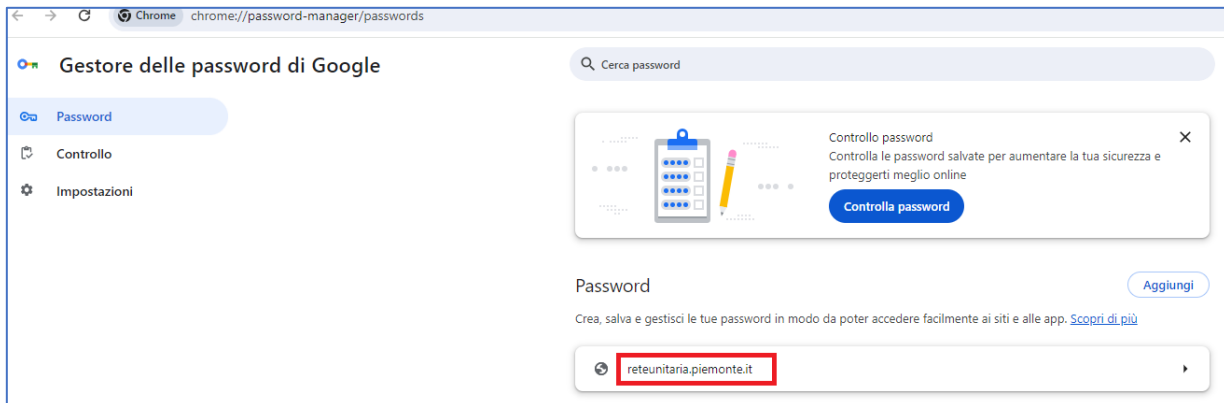 Chrome chrome://password-manager/passwords
Gestore delle password di Google
Cerca password
Password
Controllo
Impostazioni
Controllo password
Controlla le password salvate per aumentare la tua sicurezza e
proteggerti meglio online
Controlla password
Password
Aggiungi
Crea, salva e gestisci le tue password in modo da poter accedere facilmente ai siti e alle app. Scopri di più
reteunitaria.piemonte.it